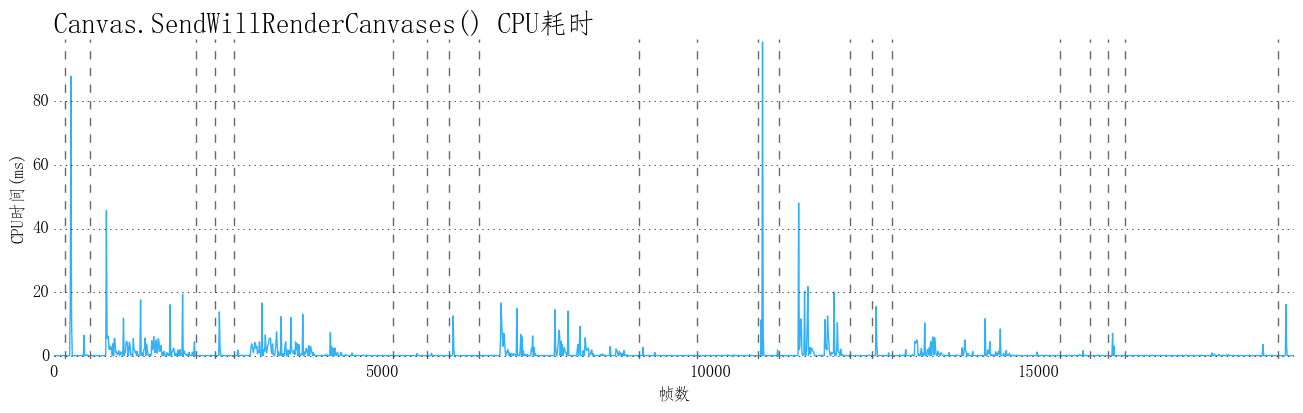 Canvas.SendWillRenderCanvases() CPU耗时
CPU时间(ms)
80
60
40
20
0
0 5000 10000 15000
帧数